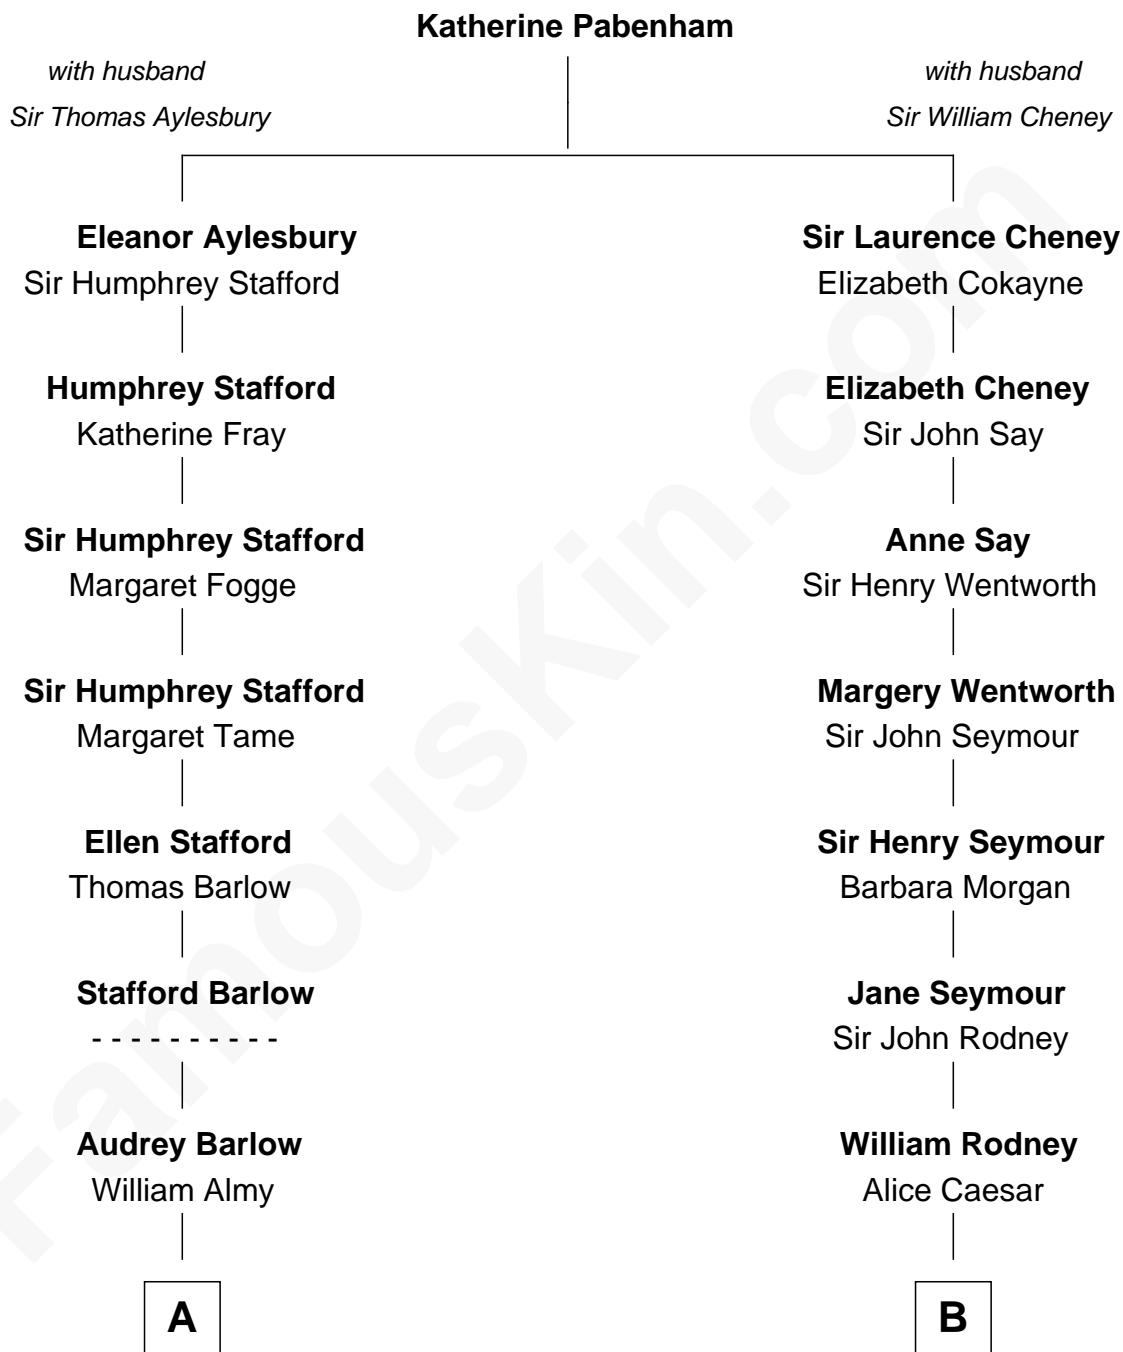 Katherine Pabenham
with husband
Sir Thomas Aylesbury
with husband
Sir William Cheney
Eleanor Aylesbury
Sir Humphrey Stafford
Sir Laurence Cheney
Elizabeth Cokayne
Humphrey Stafford
Katherine Fray
Elizabeth Cheney
Sir John Say
Sir Humphrey Stafford
Margaret Fogge
Anne Say
Sir Henry Wentworth
Sir Humphrey Stafford
Margaret Tame
Margery Wentworth
Sir John Seymour
Ellen Stafford
Thomas Barlow
Sir Henry Seymour
Barbara Morgan
Stafford Barlow
- - - - - - - - - -
Jane Seymour
Sir John Rodney
Audrey Barlow
William Almy
William Rodney
Alice Caesar
A
B
FamousKin.com